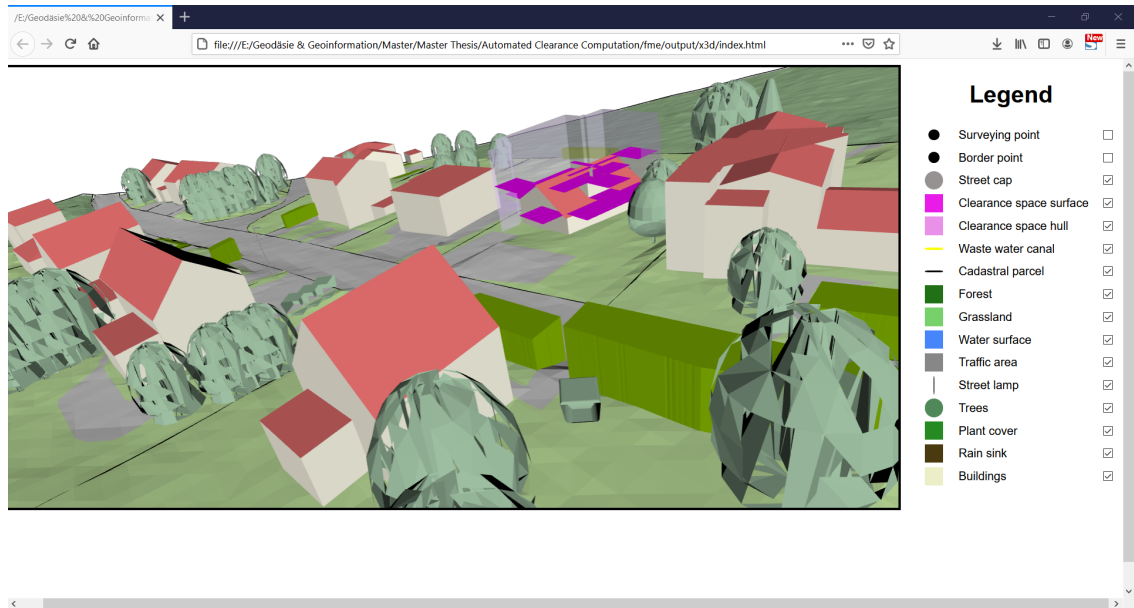 /E:/Geodäsie%20&%20Geoinforma
file:///E:/Geodäsie & Geoinformation/Master/Master Thesis/Automated Clearance Computation/fme/output/x3d/index.html
New
Legend
Surveying point
Border point
Street cap
Clearance space surface
Clearance space hull
Waste water canal
Cadastral parcel
Forest
Grassland
Water surface
Traffic area
Street lamp
Trees
Plant cover
Rain sink
Buildings